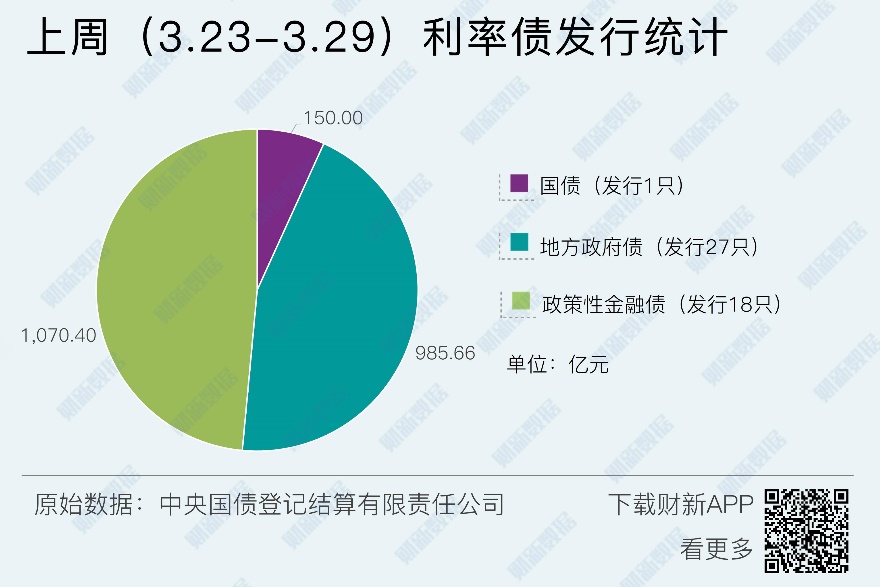 上周（3.23-3.29）利率债发行统计
150.00
国债（发行1只）
地方政府债（发行27只）
政策性金融债（发行18只）
1,070.40
985.66
单位：亿元
原始数据：中央国债登记结算有限责任公司
下载财新APP
看更多
财新数据